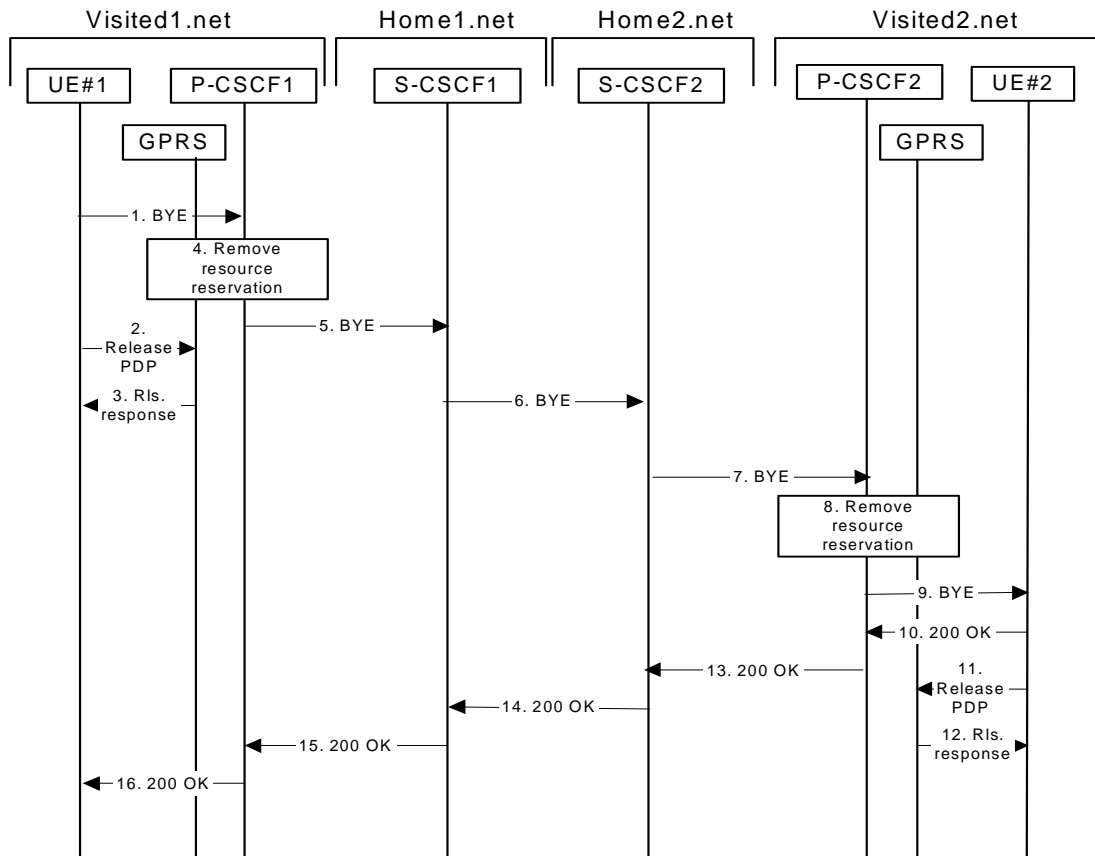 Visited1.net
Home1.net
Home2.net
Visited2.net
UE#1
P-CSCF1
S-CSCF1
S-CSCF2
P-CSCF2
UE#2
GPRS
GPRS
1. BYE
4. Remove
resource
reservation
5. BYE
2.
Release
PDP
3. Rls.
response
6. BYE
7. BYE
8. Remove
resource
reservation
9. BYE
10. 200 OK
13. 200 OK
11.
Release
PDP
14. 200 OK
12. Rls.
response
15. 200 OK
16. 200 OK